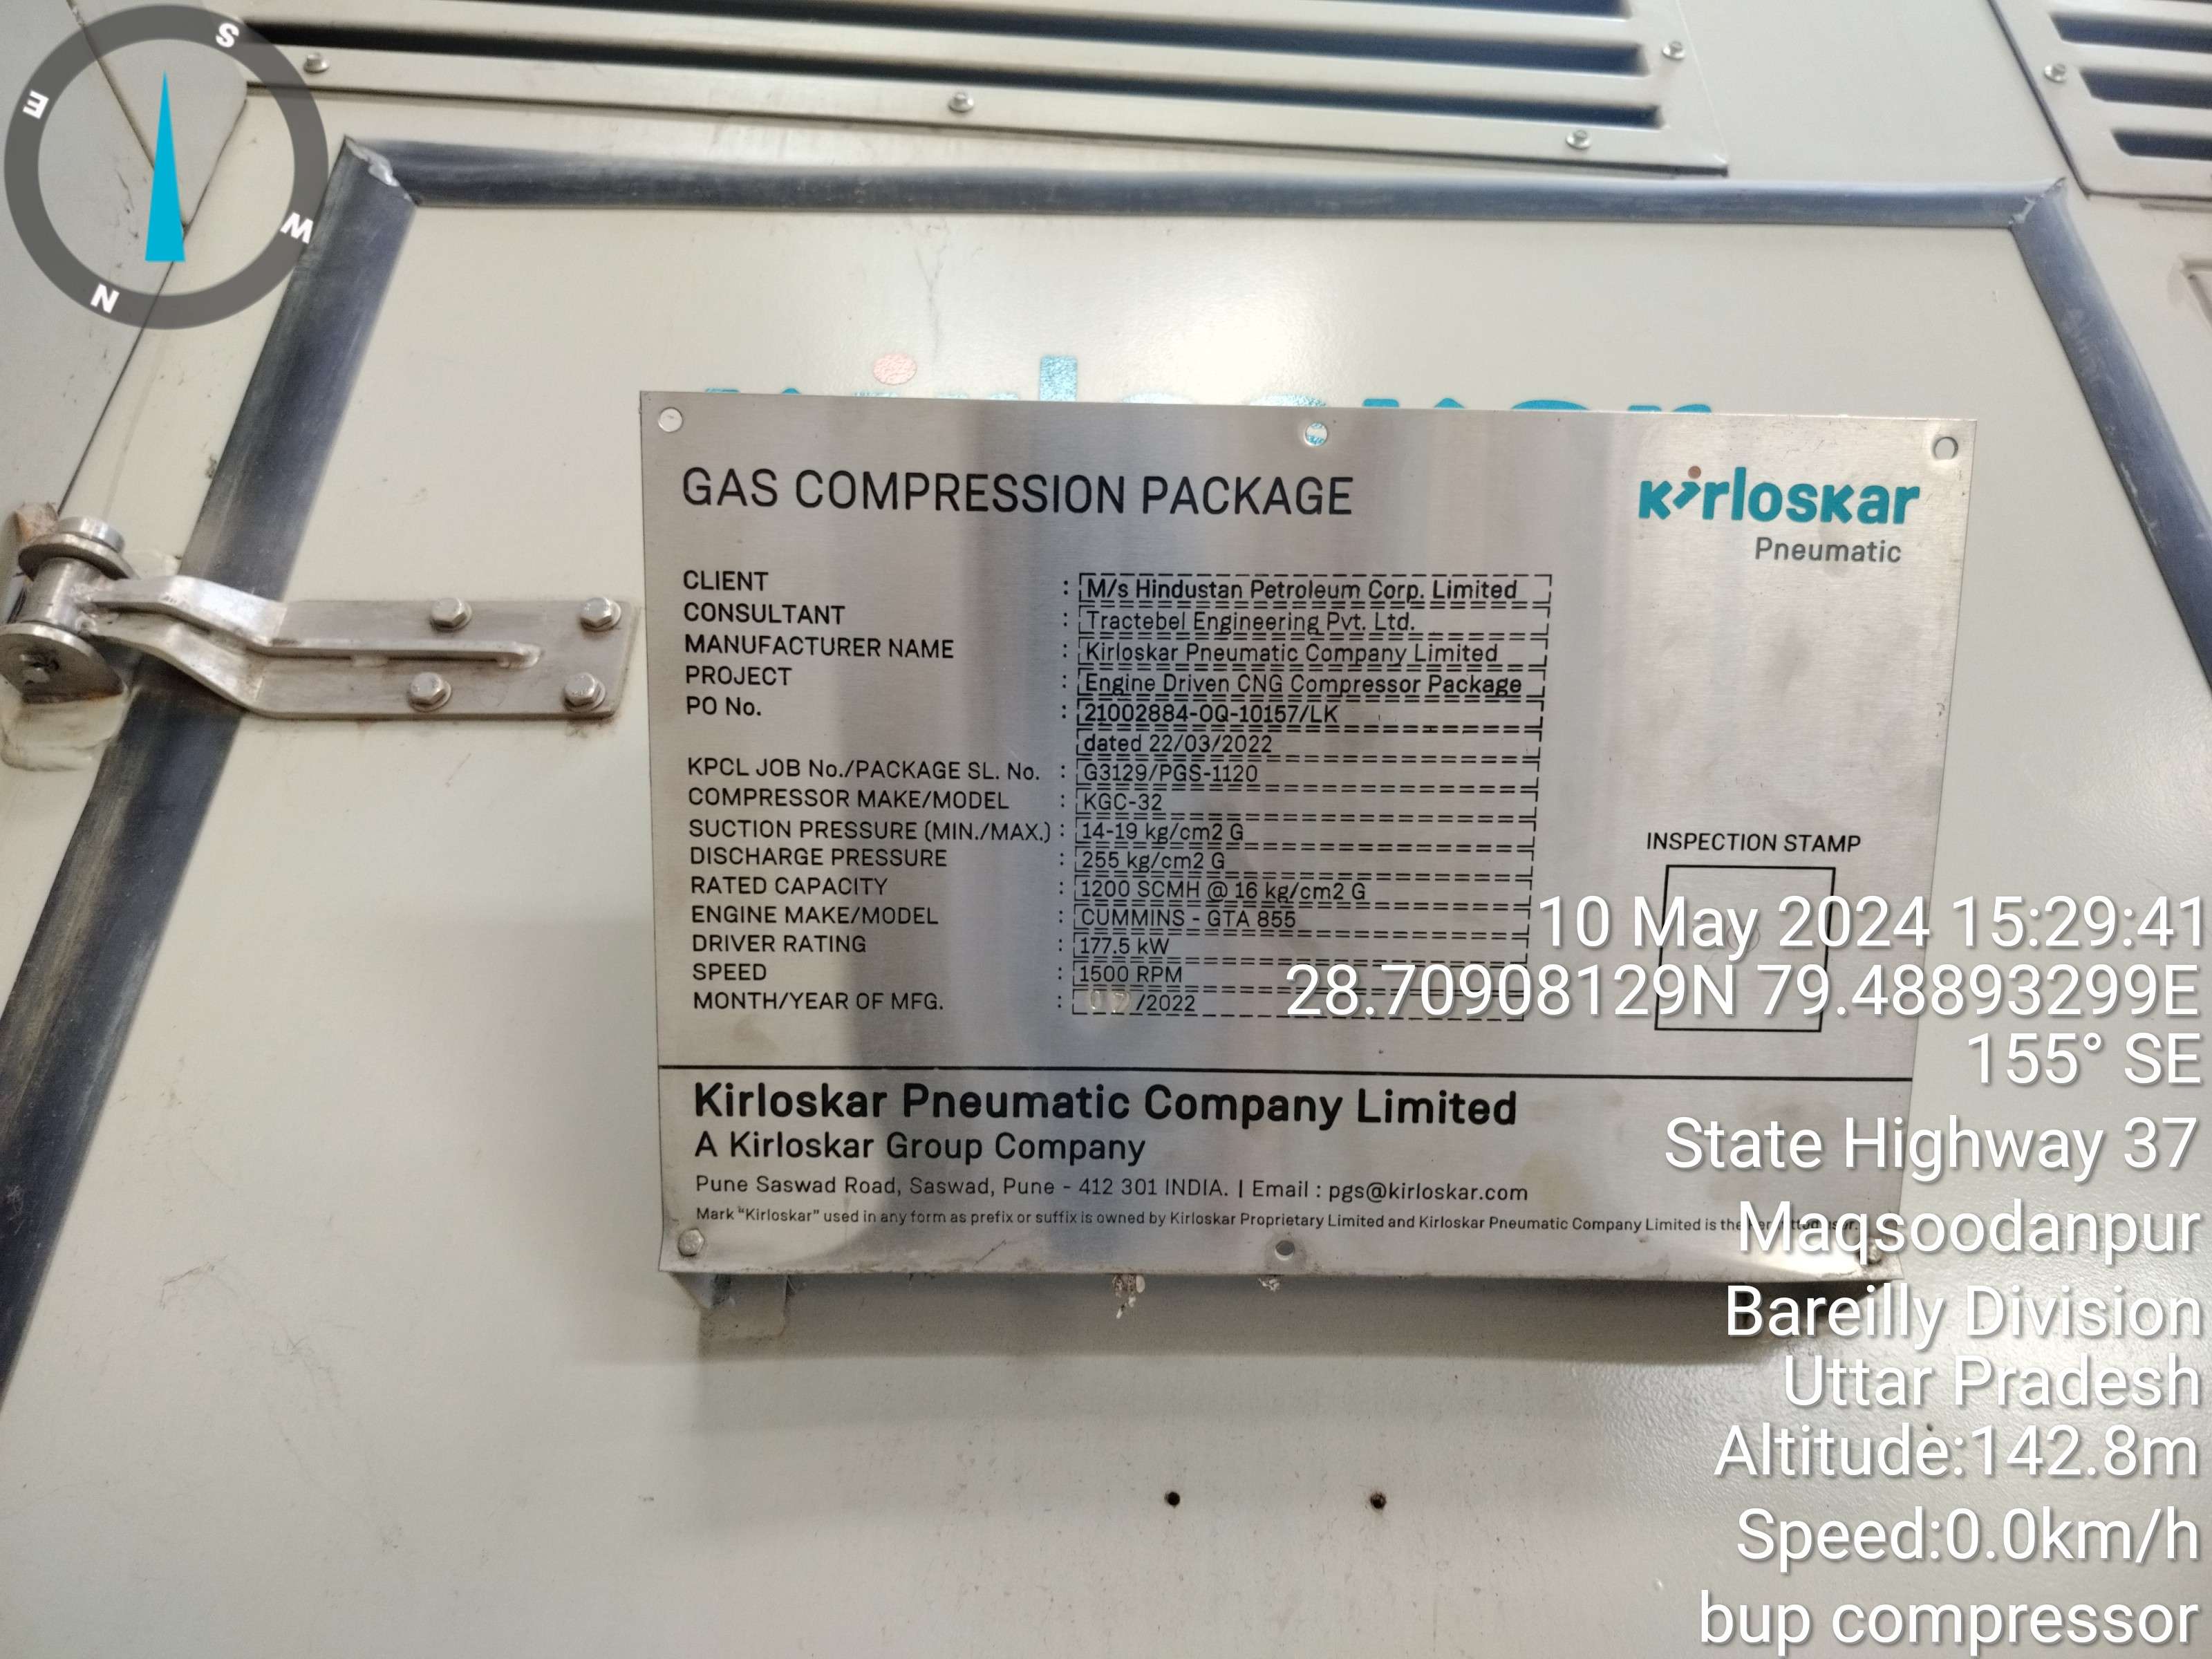 S
E
W
N
GAS COMPRESSION PACKAGE
kirloskar
Pneumatic
CLIENT : M/s Hindustan Petroleum Corp. Limited
CONSULTANT : Tractebel Engineering Pvt. Ltd.
MANUFACTURER NAME : Kirloskar Pneumatic Company Limited
PROJECT : Engine Driven CNG Compressor Package
PO No. : 21002884-OQ-10157/LK
dated 22/03/2022
KPCL JOB No./PACKAGE SL. No. : G3129/PGS-1120
COMPRESSOR MAKE/MODEL : KGC-32
SUCTION PRESSURE (MIN./MAX.) : 14-19 kg/cm2 G
DISCHARGE PRESSURE : 255 kg/cm2 G
RATED CAPACITY : 1200 SCMH @ 16 kg/cm2 G
ENGINE MAKE/MODEL : CUMMINS - GTA 855
DRIVER RATING : 177.5 kW
SPEED : 1500 RPM
MONTH/YEAR OF MFG. : /2022
INSPECTION STAMP
Kirloskar Pneumatic Company Limited
A Kirloskar Group Company
Pune Saswad Road, Saswad, Pune - 412 301 INDIA. | Email : pgs@kirloskar.com
Mark "Kirloskar" used in any form as prefix or suffix is owned by Kirloskar Proprietary Limited and Kirloskar Pneumatic Company Limited is the
10 May 2024 15:29:41
28.70908129N 79.48893299E
155° SE
State Highway 37
Maqsoodanpur
Bareilly Division
Uttar Pradesh
Altitude:142.8m
Speed:0.0km/h
bup compressor